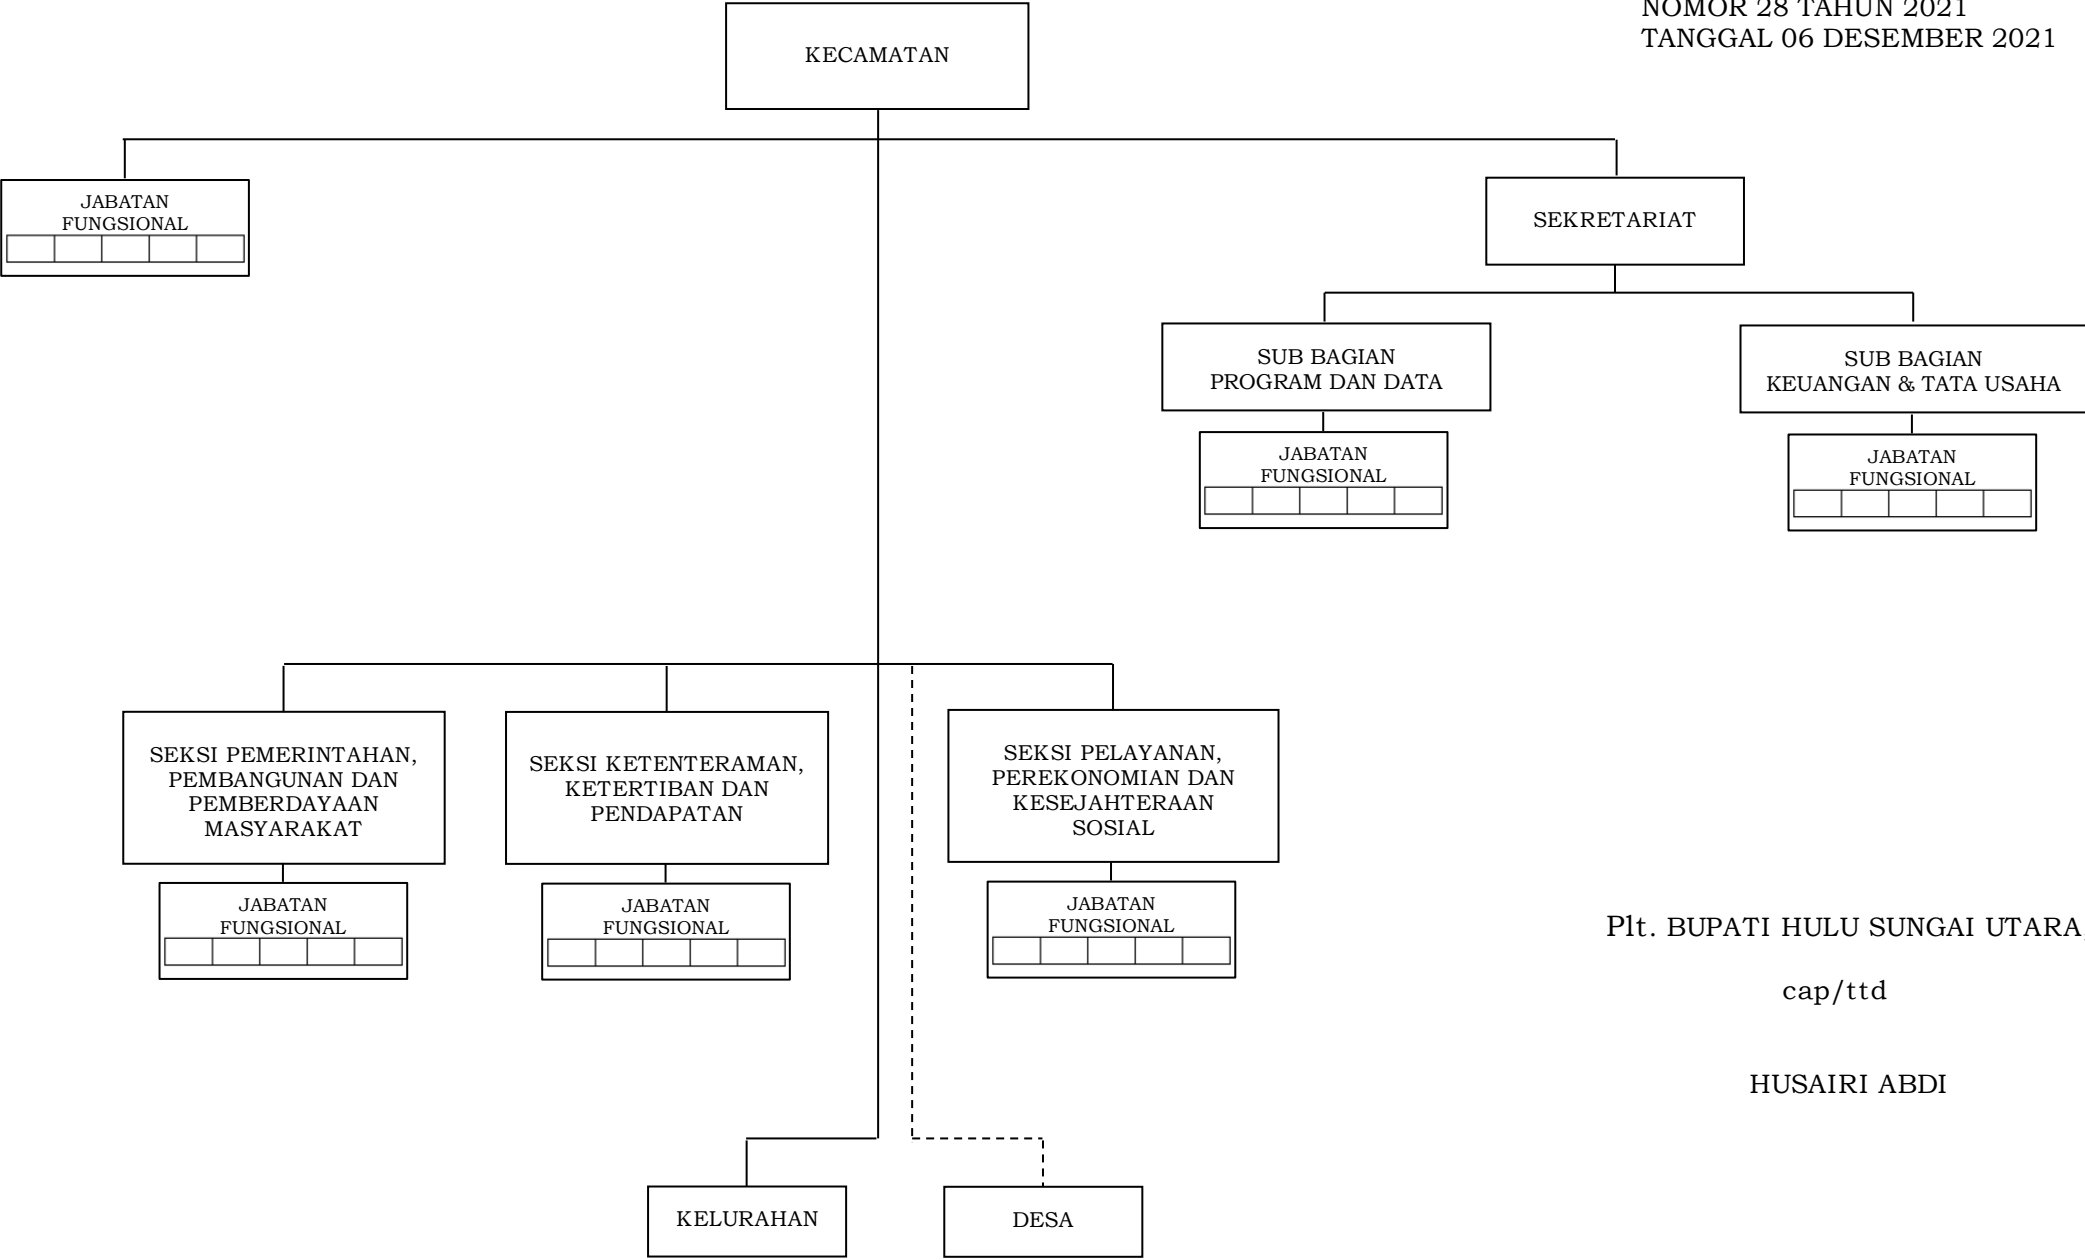 NOMOR 28 TAHUN 2021
TANGGAL 06 DESEMBER 2021
KECAMATAN
JABATAN
FUNGSIONAL
SEKRETARIAT
SUB BAGIAN
PROGRAM DAN DATA
SUB BAGIAN
KEUANGAN & TATA USAHA
JABATAN
FUNGSIONAL
JABATAN
FUNGSIONAL
SEKSI PEMERINTAHAN,
PEMBANGUNAN DAN
PEMBERDAYAAN
MASYARAKAT
SEKSI KETENTERAMAN,
KETERTIBAN DAN
PENDAPATAN
SEKSI PELAYANAN,
PEREKONOMIAN DAN
KESEJAHTERAAN
SOSIAL
JABATAN
FUNGSIONAL
JABATAN
FUNGSIONAL
JABATAN
FUNGSIONAL
Plt. BUPATI HULU SUNGAI UTARA,
cap/ttd
HUSAIRI ABDI
KELURAHAN
DESA